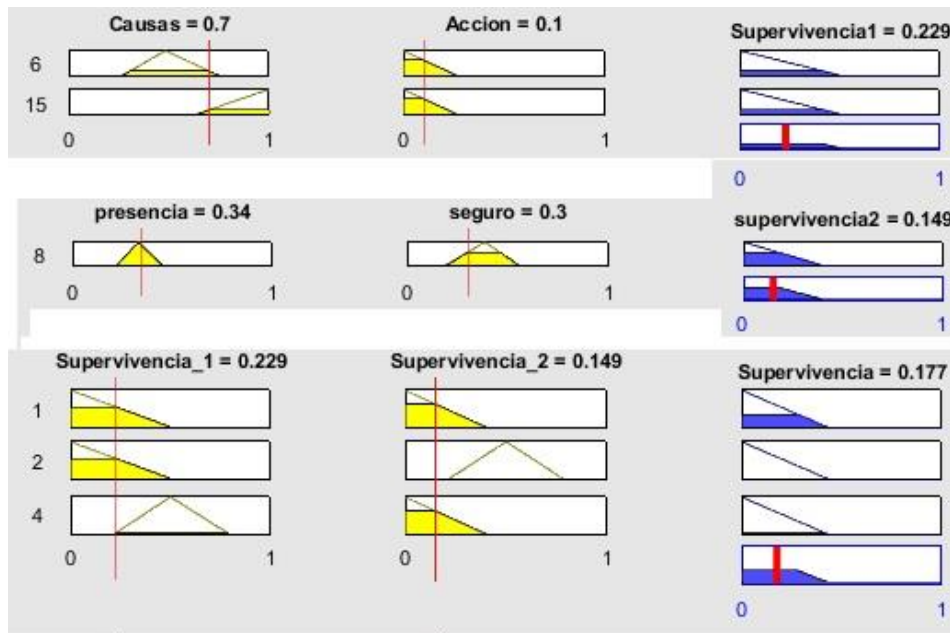 Causas = 0.7 Accion = 0.1 Supervivencia1 = 0.229
6
15
0 1 0 1
0 1
presencia = 0.34 seguro = 0.3 supervivencia2 = 0.149
8
0 1 0 1
0 1
Supervivencia_1 = 0.229 Supervivencia_2 = 0.149 Supervivencia = 0.177
1
2
4
0 1 0 1
0 1